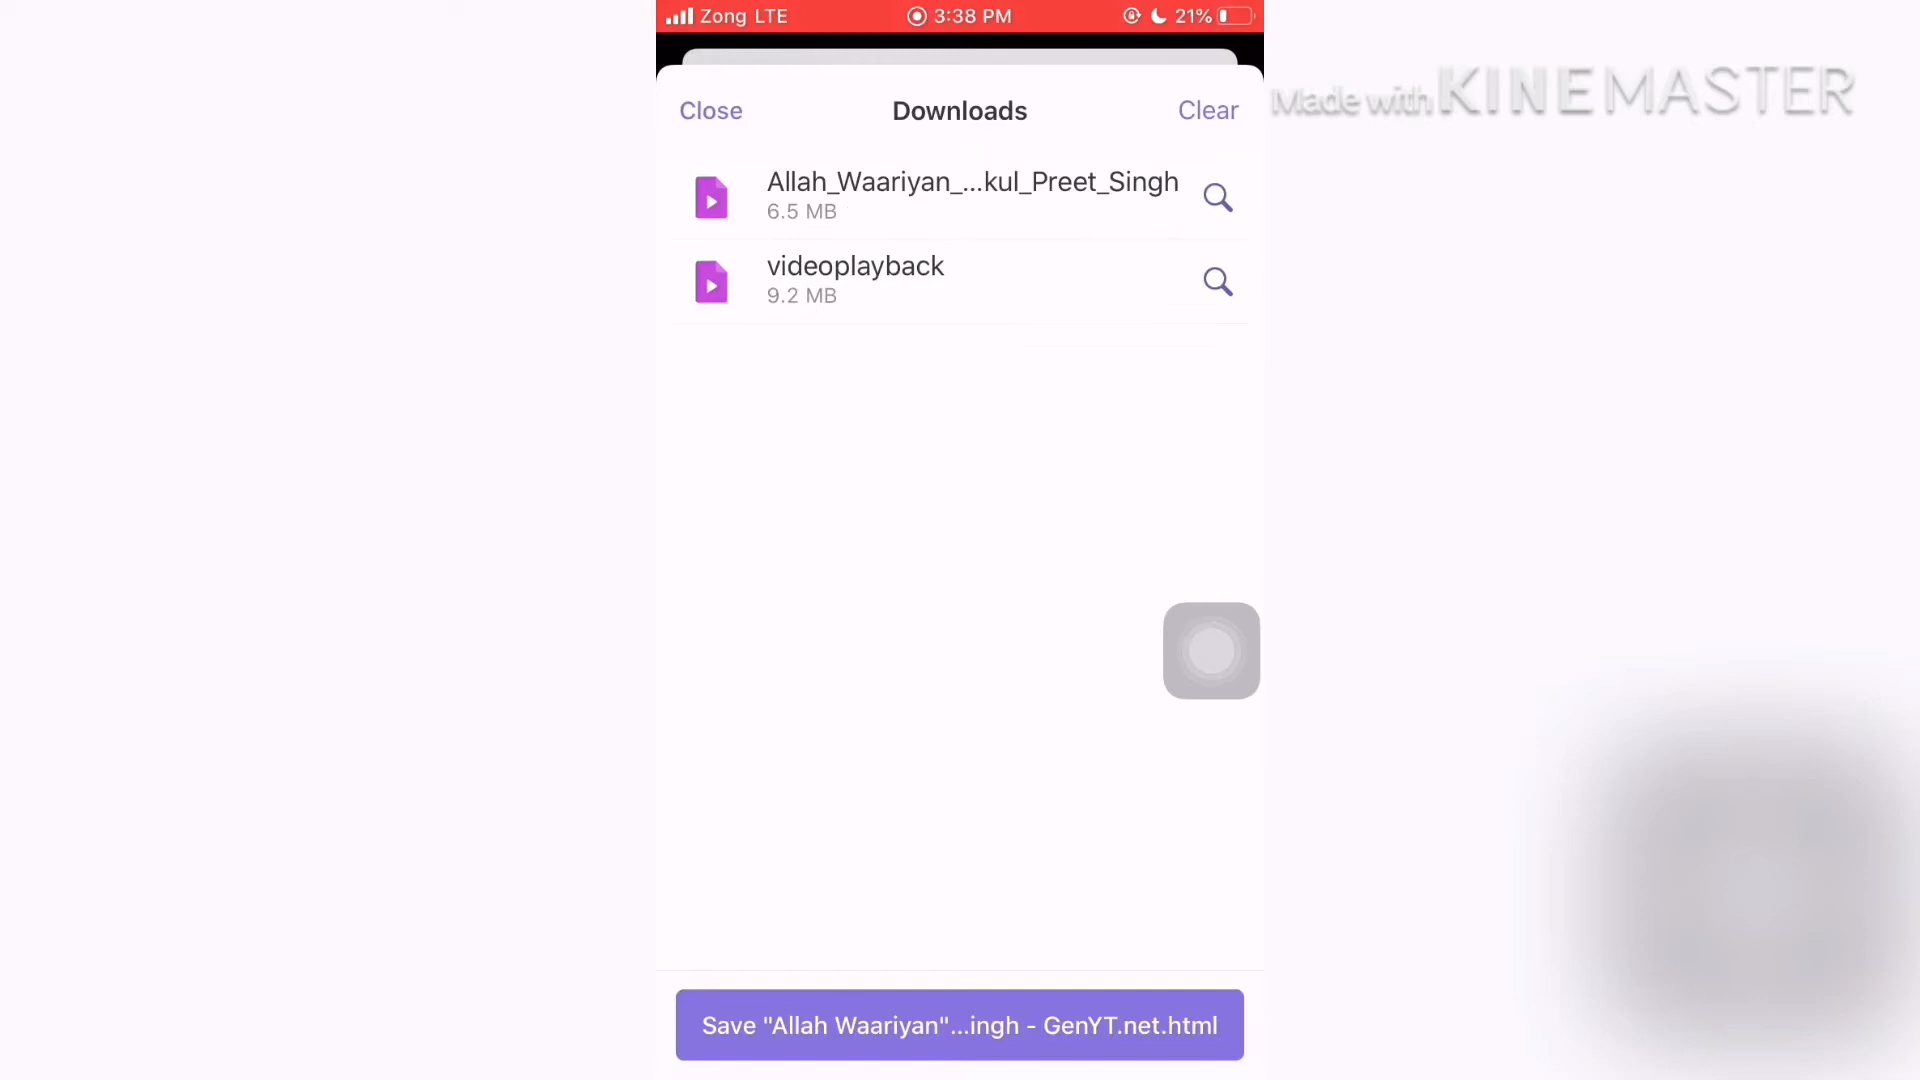 Zong LTE 3:38 PM 21%
Made with KINEMASTER
Close Downloads Clear
Allah_Waariyan_...kul_Preet_Singh
6.5 MB
videoplayback
9.2 MB
Save "Allah Waariyan"...ingh - GenYT.net.html